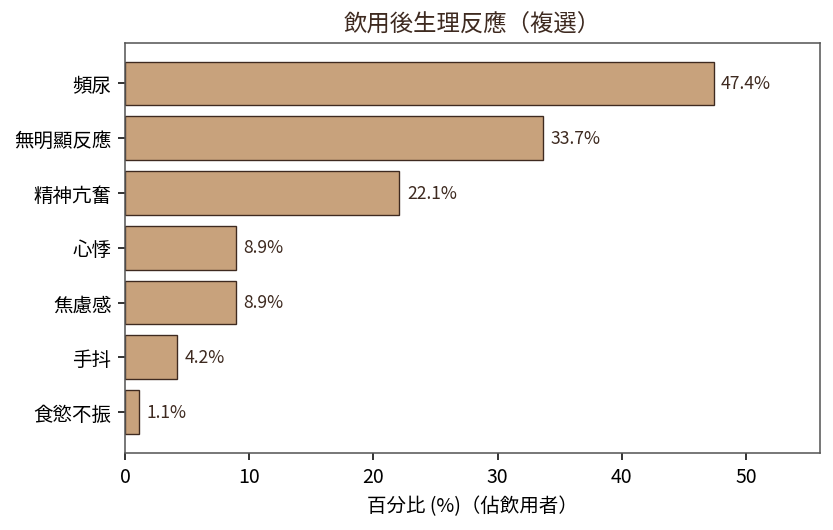 飲用後生理反應（複選）
頻尿
47.4%
無明顯反應
33.7%
精神亢奮
22.1%
心悸
8.9%
焦慮感
8.9%
手抖
4.2%
食慾不振
1.1%
0 10 20 30 40 50
百分比 (%)（佔飲用者）